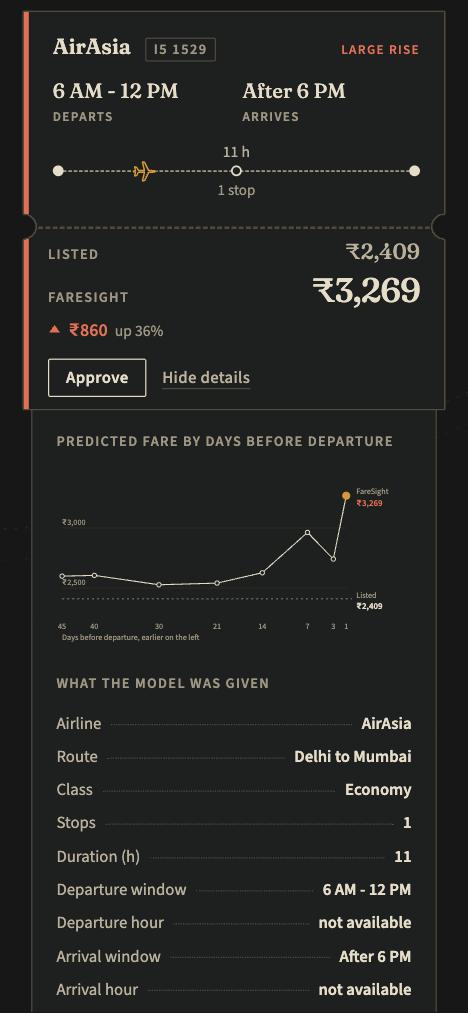 AirAsia I5 1529 LARGE RISE
6 AM - 12 PM After 6 PM
DEPARTS ARRIVES
11 h
1 stop
LISTED ₹2,409
FARESIGHT ₹3,269
₹860 up 36%
Approve Hide details
PREDICTED FARE BY DAYS BEFORE DEPARTURE
FareSight
₹3,269
₹3,000
₹2,500
Listed
₹2,409
45 40 30 21 14 7 3 1
Days before departure, earlier on the left
WHAT THE MODEL WAS GIVEN
Airline AirAsia
Route Delhi to Mumbai
Class Economy
Stops 1
Duration (h) 11
Departure window 6 AM - 12 PM
Departure hour not available
Arrival window After 6 PM
Arrival hour not available